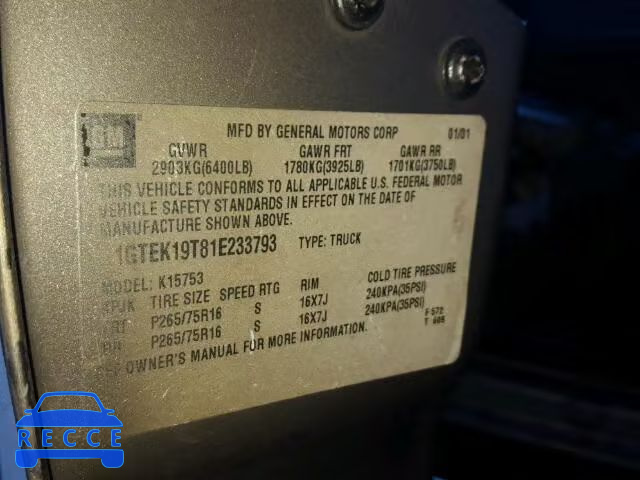 GM
MFD BY GENERAL MOTORS CORP 01/01
GVWR GAWR FRT GAWR RR
2903KG(6400LB) 1780KG(3925LB) 1701KG(3750LB)
THIS VEHICLE CONFORMS TO ALL APPLICABLE U.S. FEDERAL MOTOR
VEHICLE SAFETY STANDARDS IN EFFECT ON THE DATE OF
MANUFACTURE SHOWN ABOVE.
1GTEK19T81E233793 TYPE: TRUCK
MODEL: K15753
TIRE SIZE SPEED RTG RIM COLD TIRE PRESSURE
P265/75R16 S 16X7J 240KPA(35PSI)
P265/75R16 S 16X7J 240KPA(35PSI)
OWNER'S MANUAL FOR MORE INFORMATION.
F 572
T
RECCE